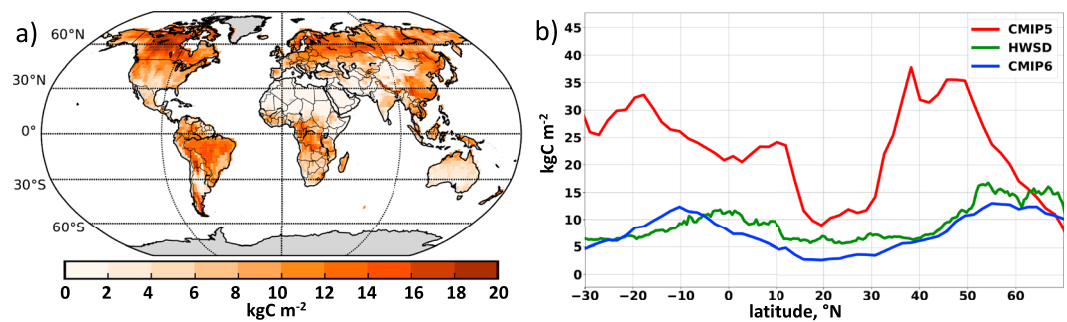 a)
60°N
30°N
0°
30°S
60°S
0 2 4 6 8 10 12 14 16 18 20
kgC m-2
b)
CMIP5
HWSD
CMIP6
45
40
35
30
25
20
15
10
5
0
kgC m-2
−30 −20 −10 0 10 20 30 40 50 60
latitude, °N